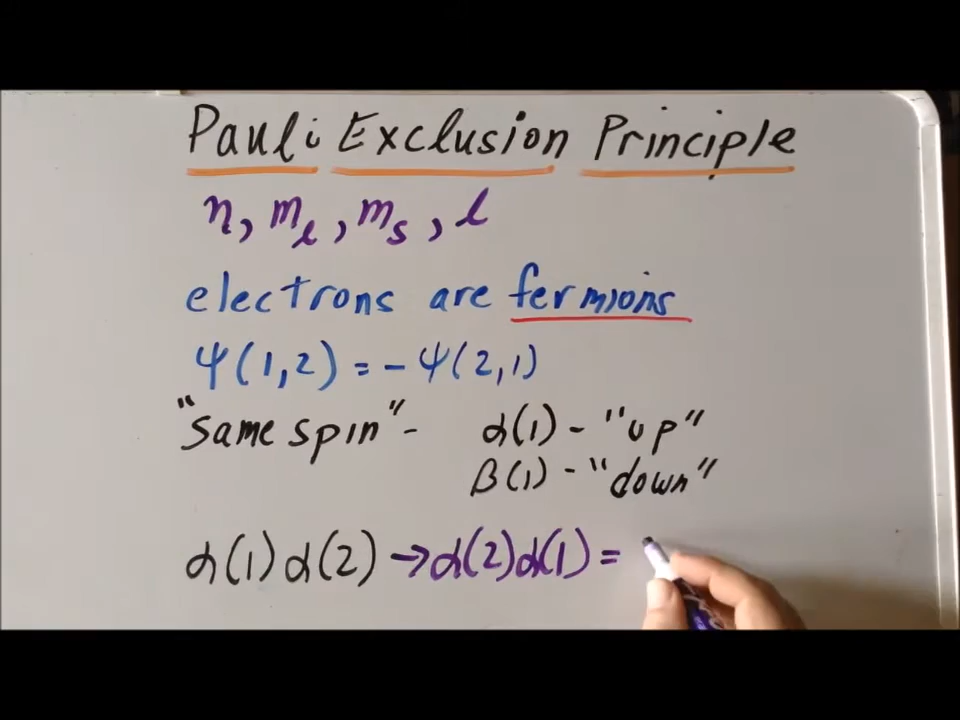 Pauli Exclusion Principle
n, mₗ, mₛ, l
electrons are fermions
Ψ(1,2) = -Ψ(2,1)
"same spin" - α(1) - "up"
β(1) - "down"
α(1)α(2) → α(2)α(1) =